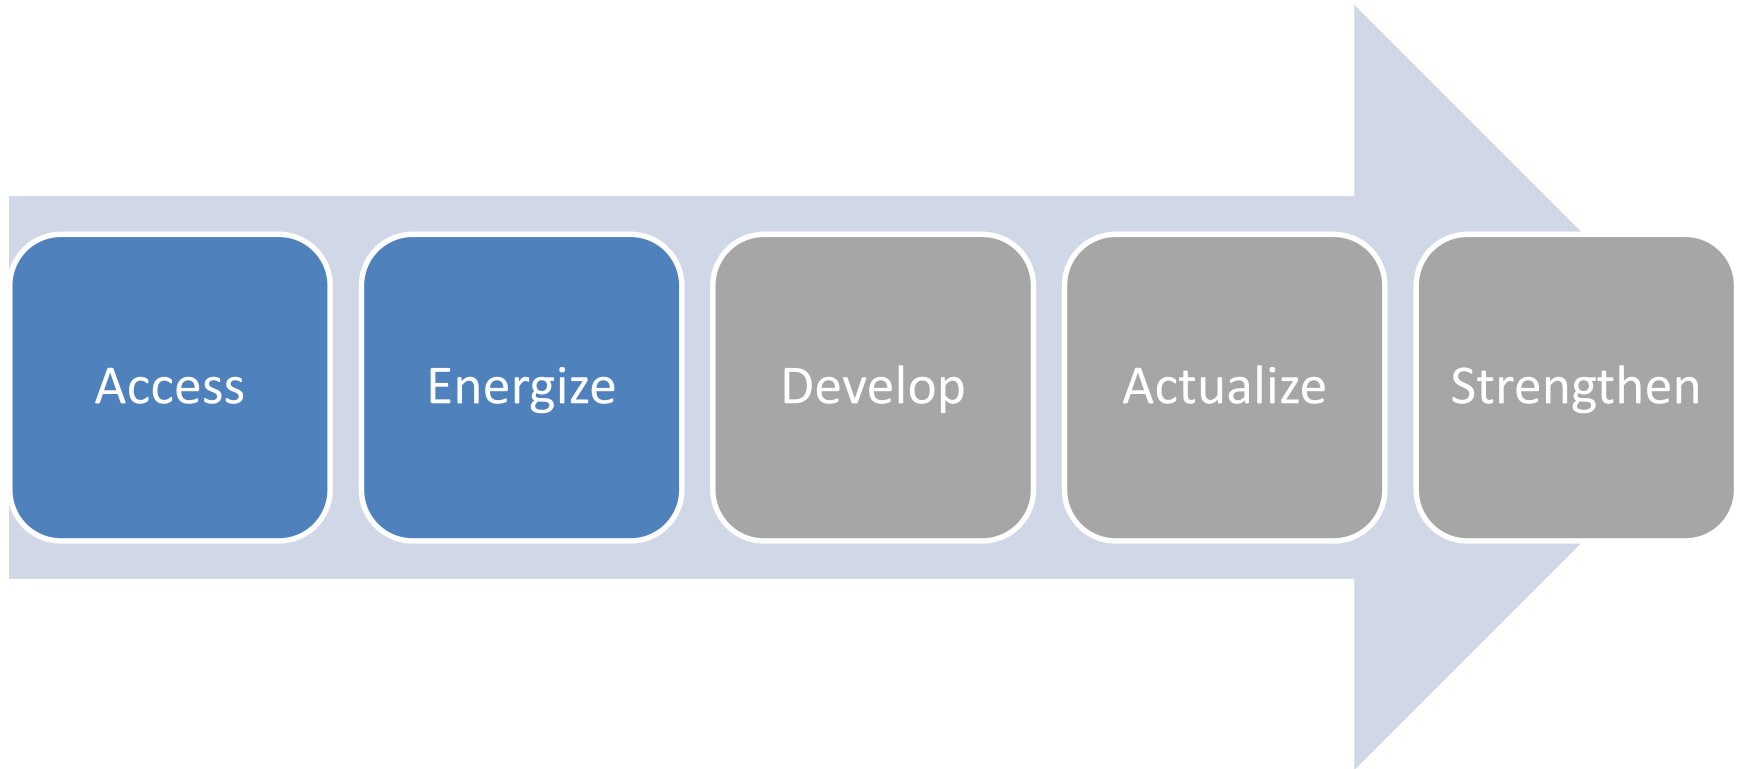 Access
Energize
Develop
Actualize
Strengthen